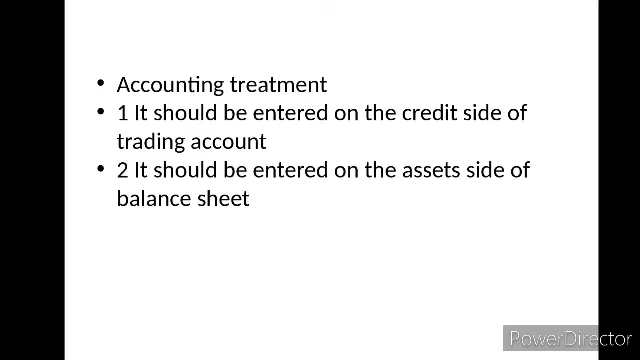 • Accounting treatment
• 1 It should be entered on the credit side of
trading account
• 2 It should be entered on the assets side of
balance sheet
PowerDirector